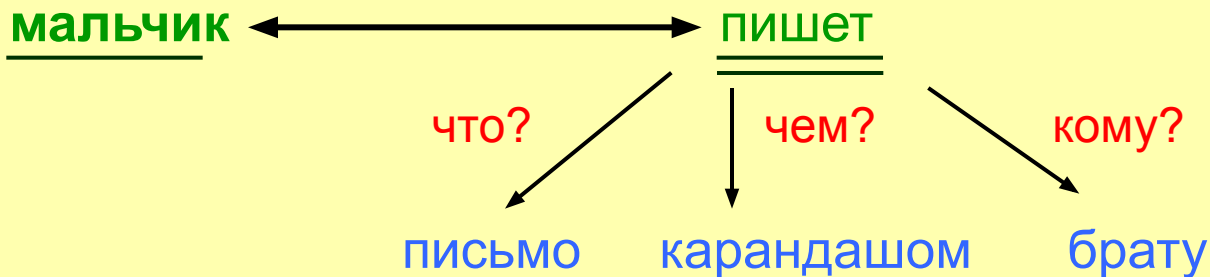 мальчик пишет
что? чем? кому?
письмо карандашом брату